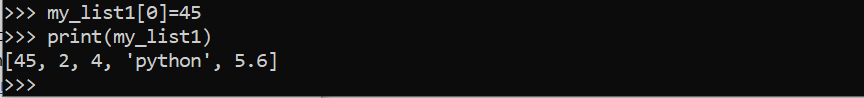 >>> my_list1[0]=45
>>> print(my_list1)
[45, 2, 4, 'python', 5.6]
>>>